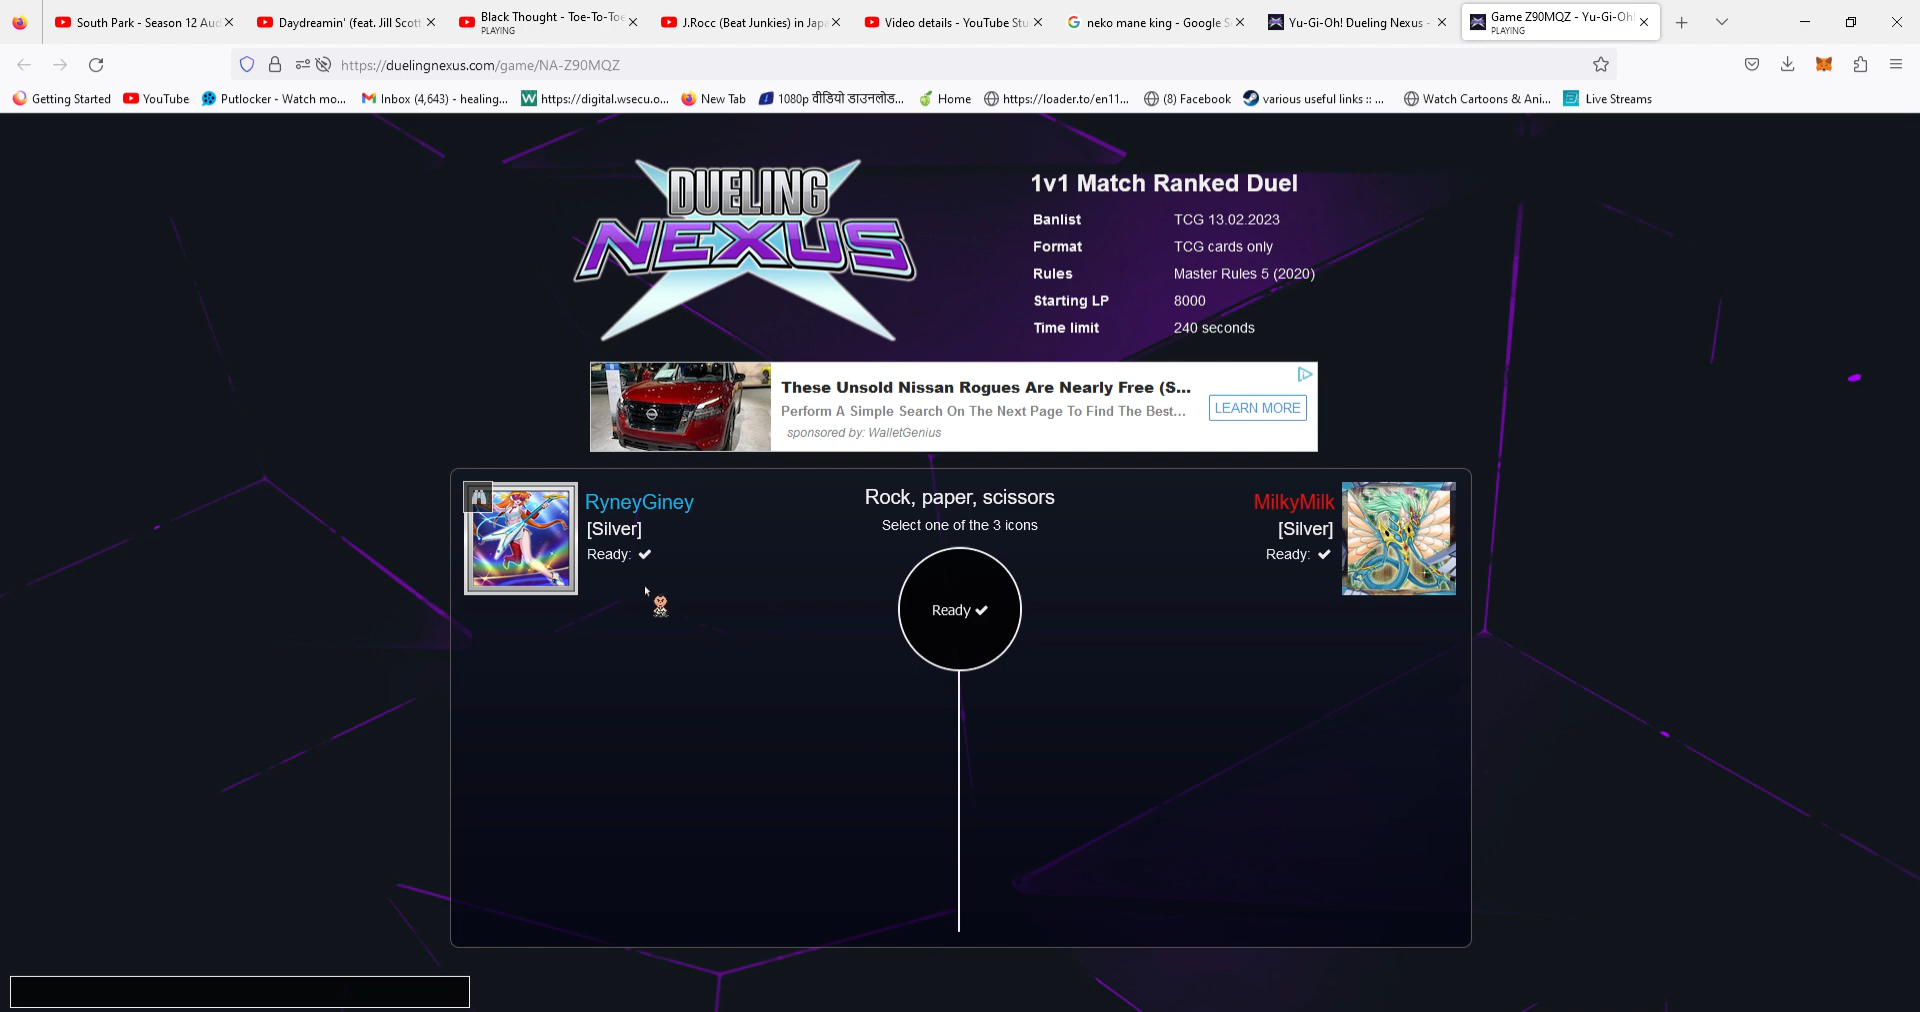 South Park - Season 12 Aud
Daydreamin' (feat. Jill Scott
Black Thought - Toe-To-Toe
PLAYING
J.Rocc (Beat Junkies) in Japa
Video details - YouTube Stu
neko mane king - Google S
Yu-Gi-Oh! Dueling Nexus -
Game Z90MQZ - Yu-Gi-Oh!
PLAYING
https://duelingnexus.com/game/NA-Z90MQZ
Getting Started
YouTube
Putlocker - Watch mo...
Inbox (4,643) - healing...
https://digital.wsecu.o...
New Tab
1080p वीडियो डाउनलोड...
Home
https://loader.to/en11...
(8) Facebook
various useful links :: ...
Watch Cartoons & Ani...
Live Streams
DUELING
NEXUS
1v1 Match Ranked Duel
Banlist TCG 13.02.2023
Format TCG cards only
Rules Master Rules 5 (2020)
Starting LP 8000
Time limit 240 seconds
These Unsold Nissan Rogues Are Nearly Free (S...
Perform A Simple Search On The Next Page To Find The Best...
sponsored by: WalletGenius
LEARN MORE
RyneyGiney
[Silver]
Ready: ✔
Rock, paper, scissors
Select one of the 3 icons
Ready ✔
MilkyMilk
[Silver]
Ready: ✔